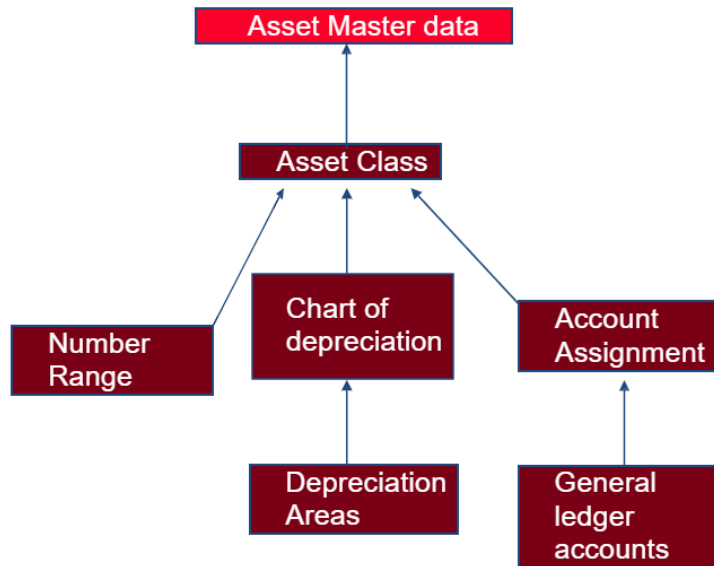 Asset Master data
Asset Class
Number
Range
Chart of
depreciation
Account
Assignment
Depreciation
Areas
General
ledger
accounts